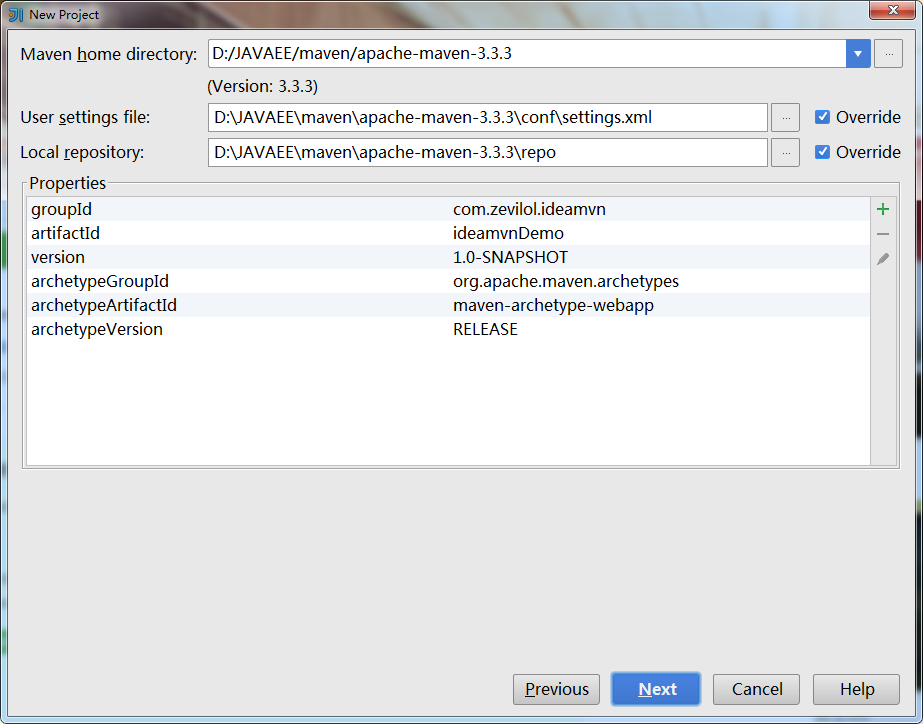 New Project
Maven home directory: D:/JAVAEE/maven/apache-maven-3.3.3 ...
(Version: 3.3.3)
User settings file: D:\JAVAEE\maven\apache-maven-3.3.3\conf\settings.xml ... Override
Local repository: D:\JAVAEE\maven\apache-maven-3.3.3\repo ... Override
Properties
groupId com.zevilol.ideamvn
artifactId ideamvnDemo
version 1.0-SNAPSHOT
archetypeGroupId org.apache.maven.archetypes
archetypeArtifactId maven-archetype-webapp
archetypeVersion RELEASE
Previous Next Cancel Help